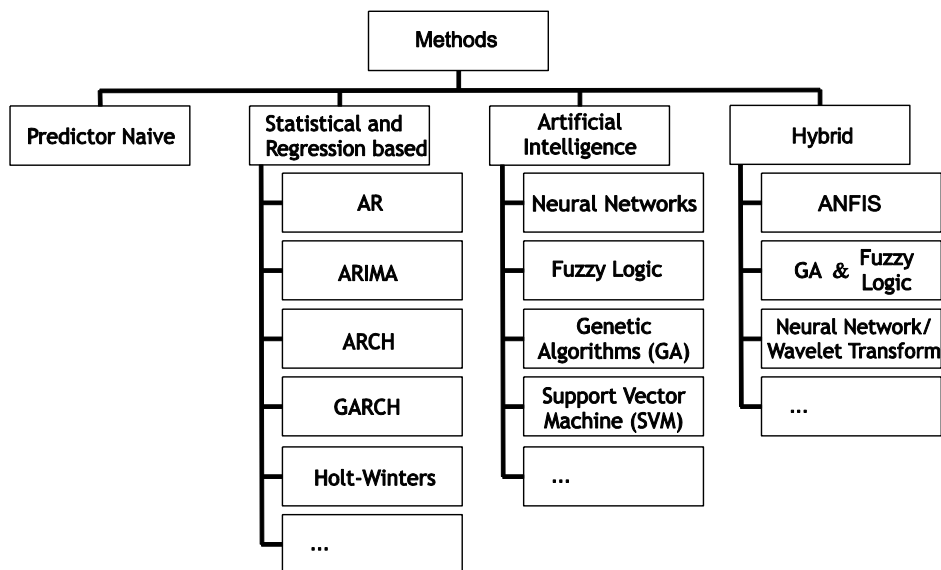 Methods
Predictor Naive
Statistical and
Regression based
AR
ARIMA
ARCH
GARCH
Holt-Winters
...
Artificial
Intelligence
Neural Networks
Fuzzy Logic
Genetic
Algorithms (GA)
Support Vector
Machine (SVM)
...
Hybrid
ANFIS
GA & Fuzzy
Logic
Neural Network/
Wavelet Transform
...